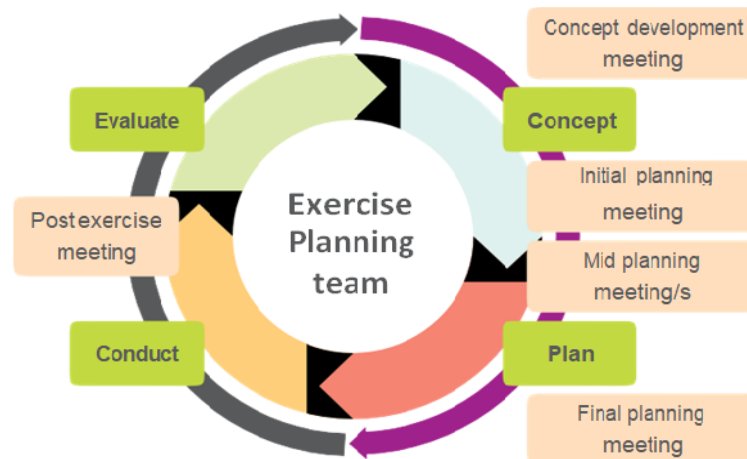 Concept development
meeting
Evaluate
Concept
Initial planning
meeting
Exercise
Planning
team
Post exercise
meeting
Mid planning
meeting/s
Conduct
Plan
Final planning
meeting